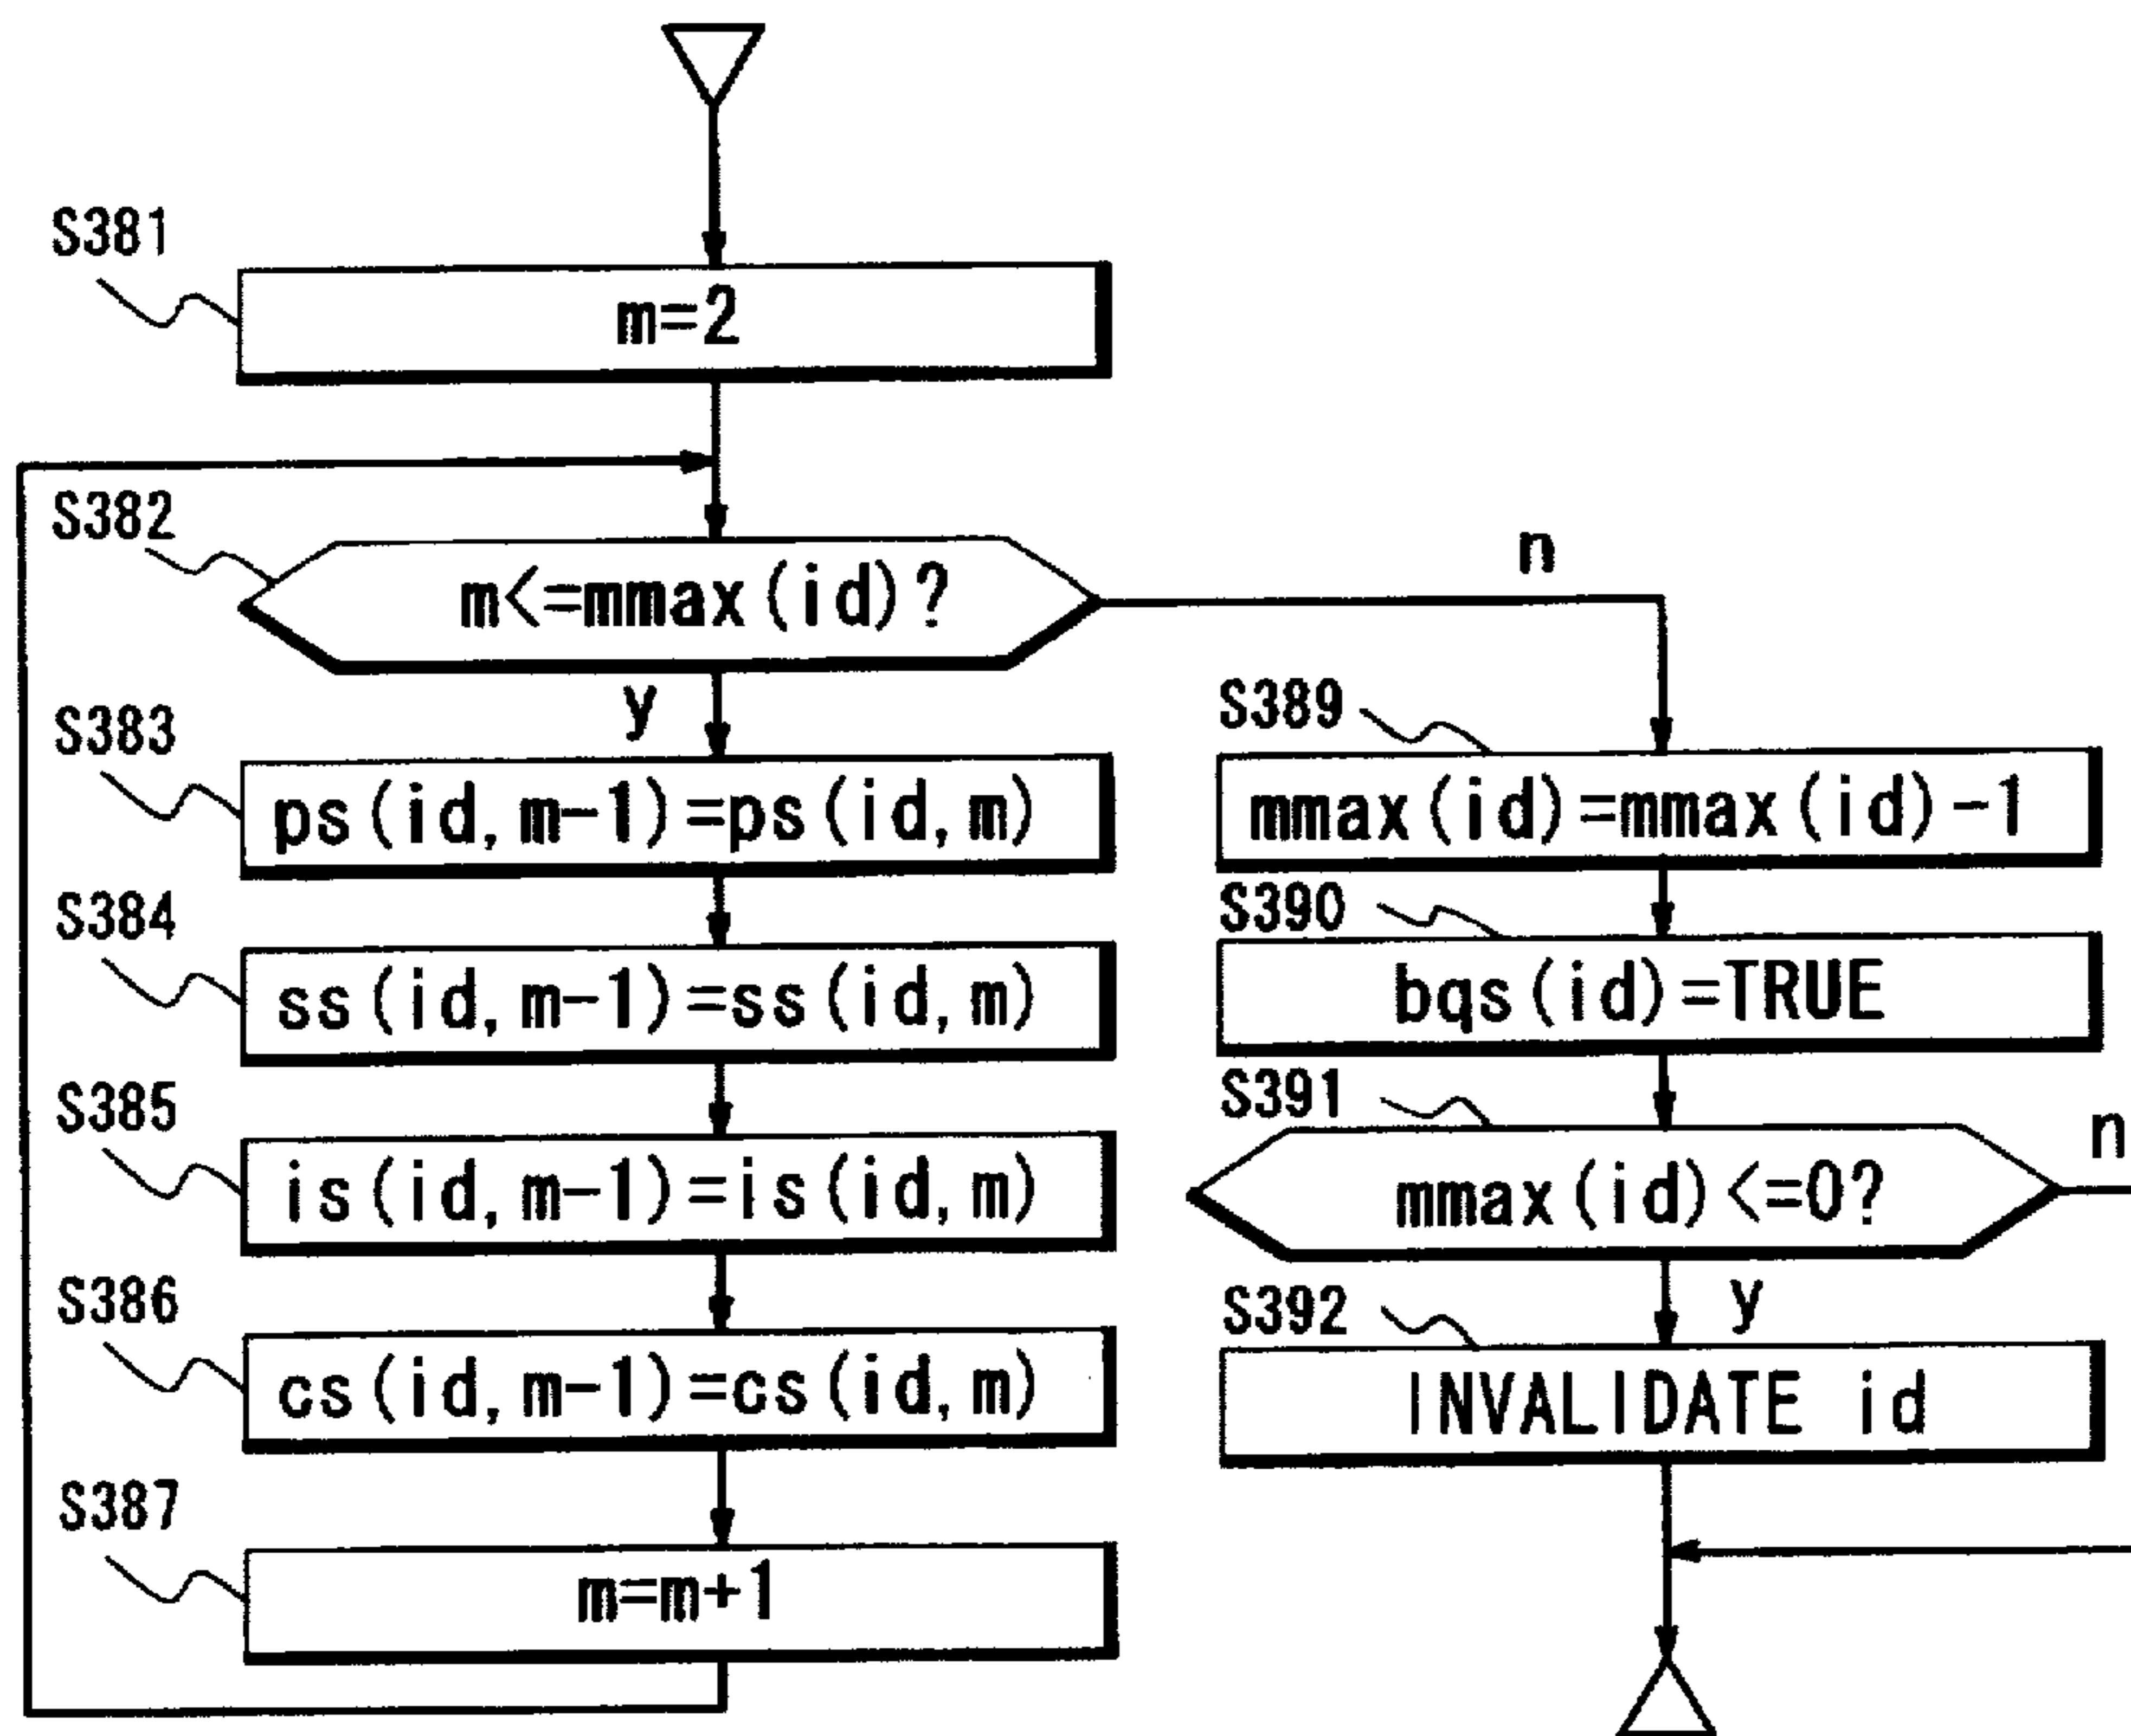 S381
m=2
S382
m<=mmax(id)?
n
y
S383
ps(id,m-1)=ps(id,m)
S384
ss(id,m-1)=ss(id,m)
S385
is(id,m-1)=is(id,m)
S386
cs(id,m-1)=cs(id,m)
S387
m=m+1
S389
mmax(id)=mmax(id)-1
S390
bqs(id)=TRUE
S391
mmax(id)<=0?
n
y
S392
INVALIDATE id